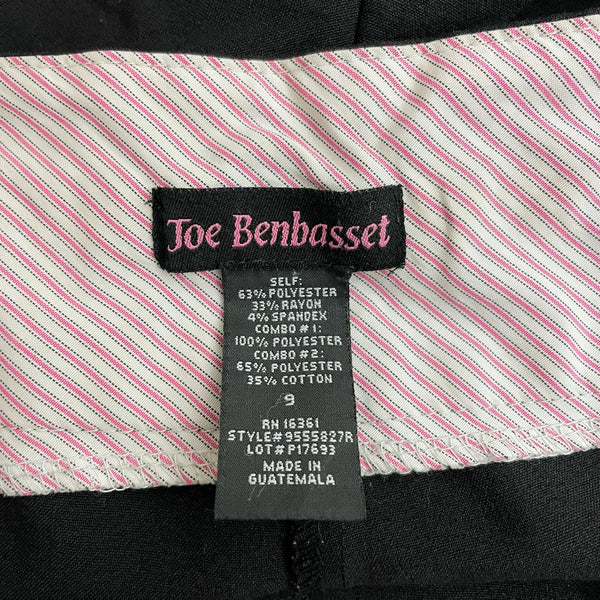 Joe Benbasset
SELF:
63% POLYESTER
33% RAYON
4% SPANDEX
COMBO #1:
100% POLYESTER
COMBO #2:
65% POLYESTER
35% COTTON
9
RN 16361
STYLE#9555827R
LOT#P17693
MADE IN
GUATEMALA